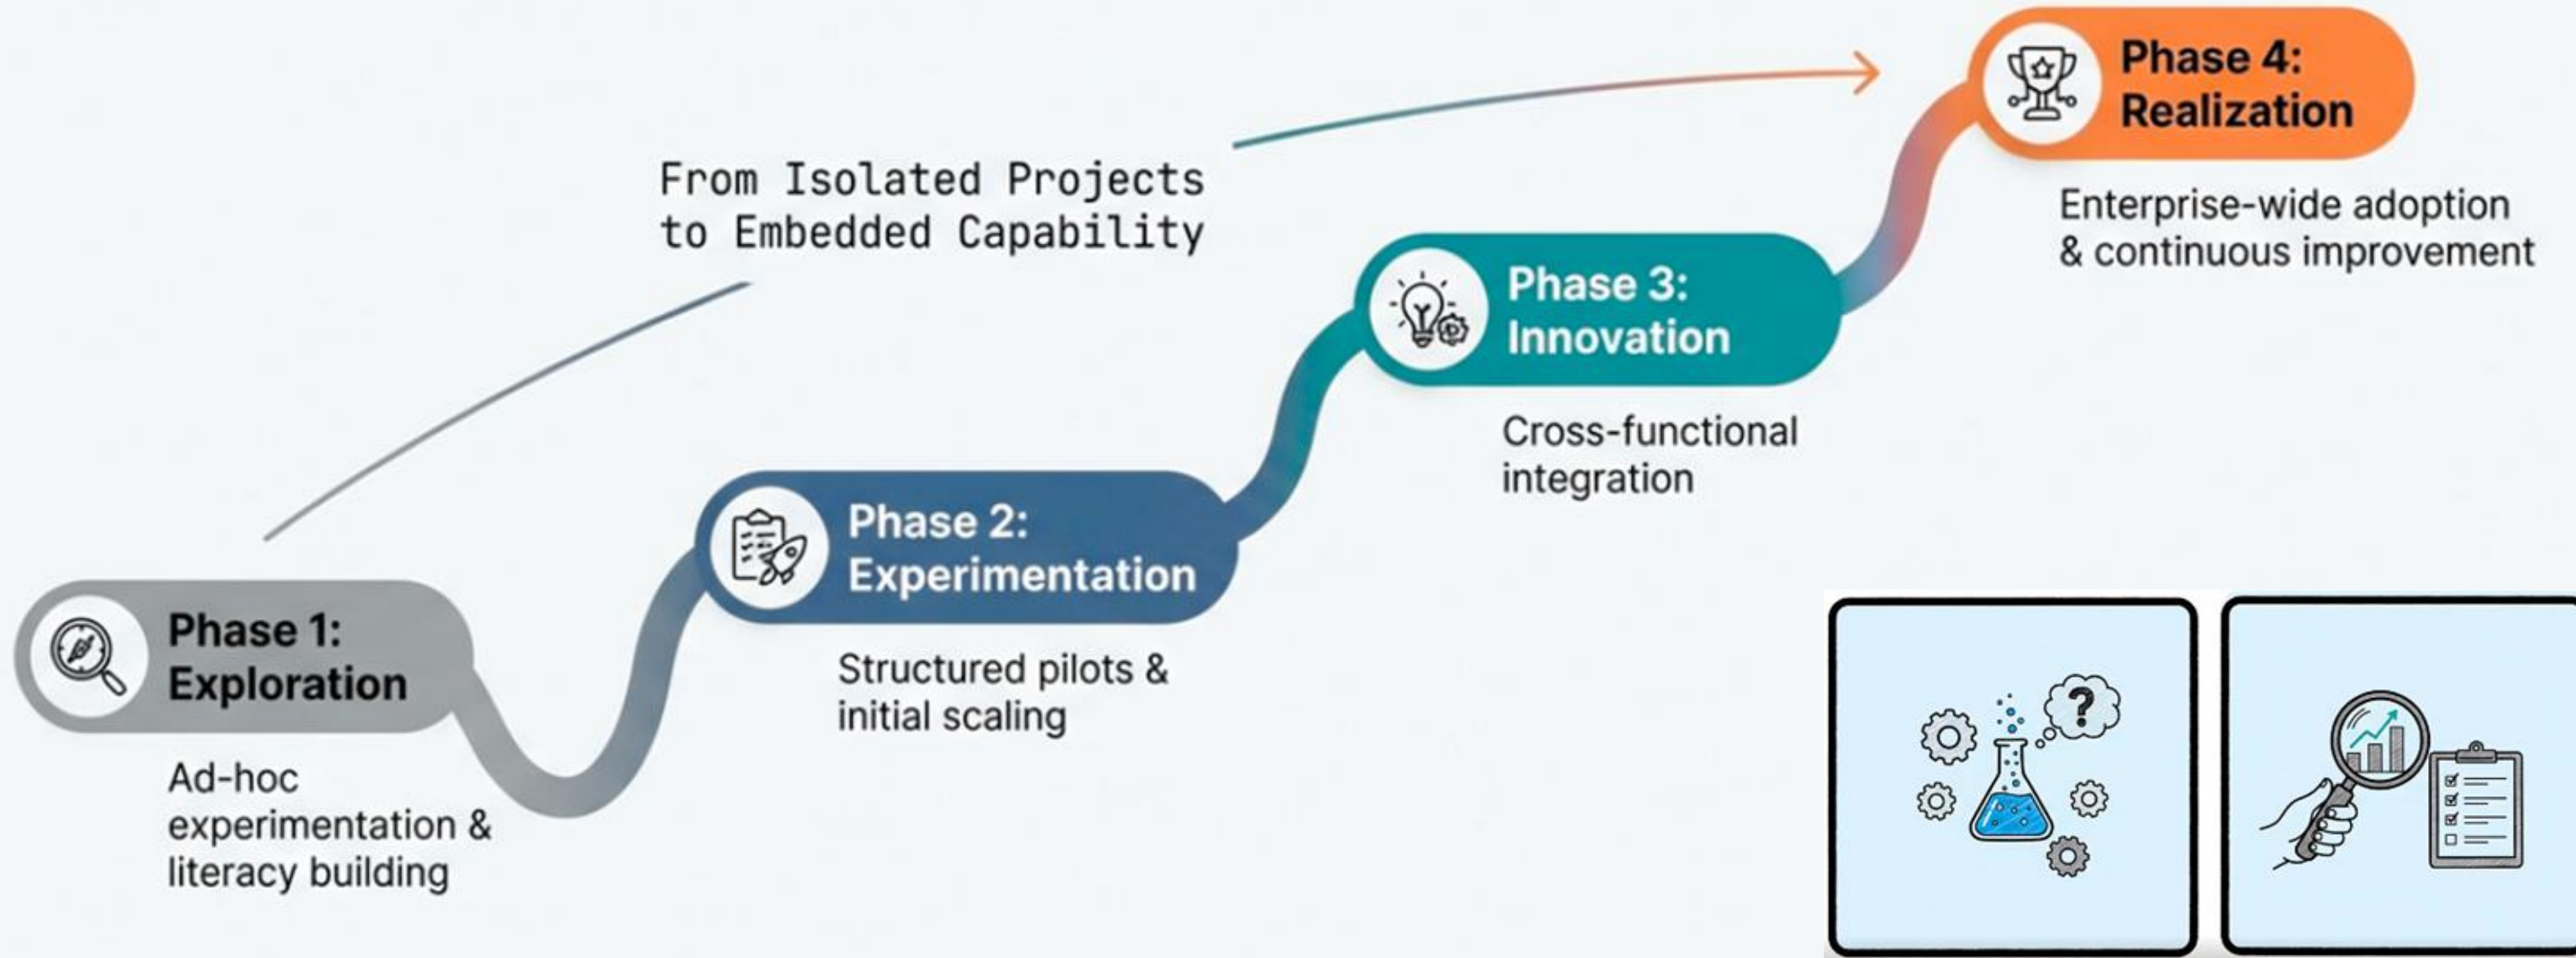 From Isolated Projects
to Embedded Capability
Phase 1:
Exploration
Ad-hoc
experimentation &
literacy building
Phase 2:
Experimentation
Structured pilots &
initial scaling
Phase 3:
Innovation
Cross-functional
integration
Phase 4:
Realization
Enterprise-wide adoption
& continuous improvement
?